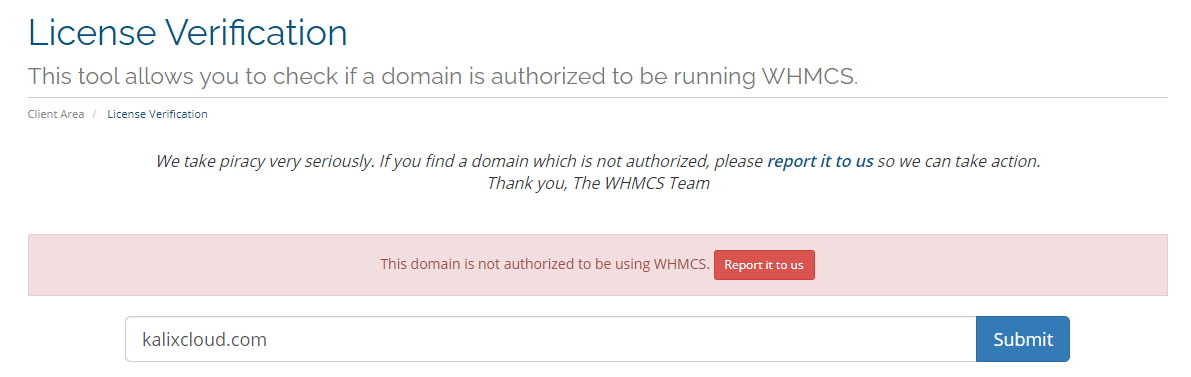 License Verification
This tool allows you to check if a domain is authorized to be running WHMCS.
Client Area / License Verification
We take piracy very seriously. If you find a domain which is not authorized, please report it to us so we can take action.
Thank you, The WHMCS Team
This domain is not authorized to be using WHMCS. Report it to us
kalixcloud.com Submit